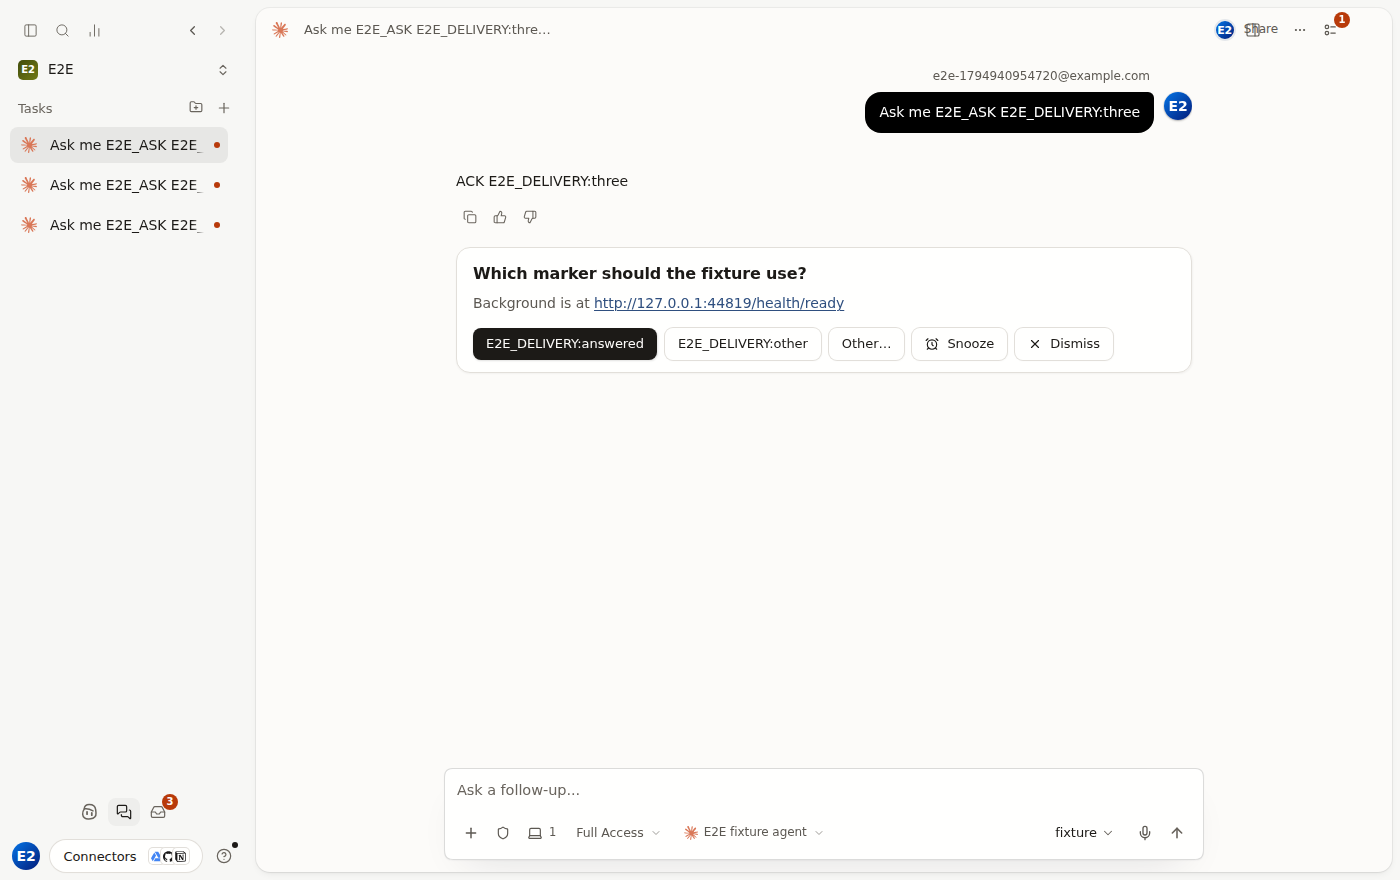 E2 E2E
Tasks
Ask me E2E_ASK E2E_
Ask me E2E_ASK E2E_
Ask me E2E_ASK E2E_
3
E2 Connectors
Ask me E2E_ASK E2E_DELIVERY:thre…
E2 Share 1
e2e-1794940954720@example.com
Ask me E2E_ASK E2E_DELIVERY:three E2
ACK E2E_DELIVERY:three
Which marker should the fixture use?
Background is at http://127.0.0.1:44819/health/ready
E2E_DELIVERY:answered E2E_DELIVERY:other Other… Snooze Dismiss
Ask a follow-up…
1 Full Access E2E fixture agent fixture